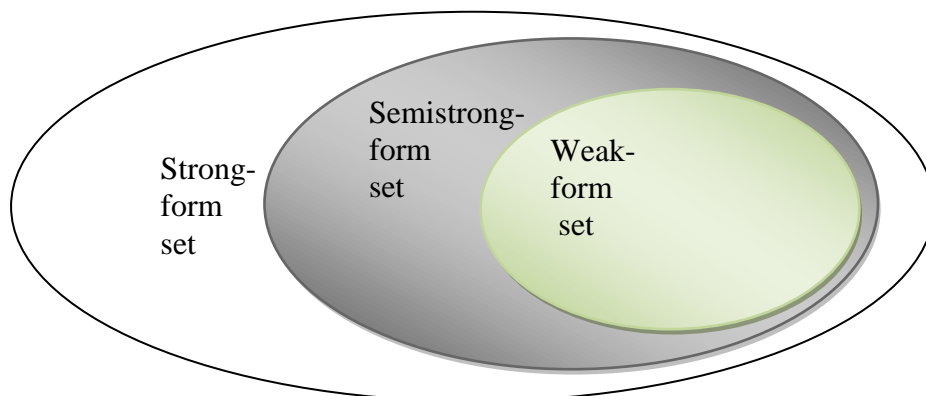 Strong-
form
set
Semistrong-
form
set
Weak-
form
set